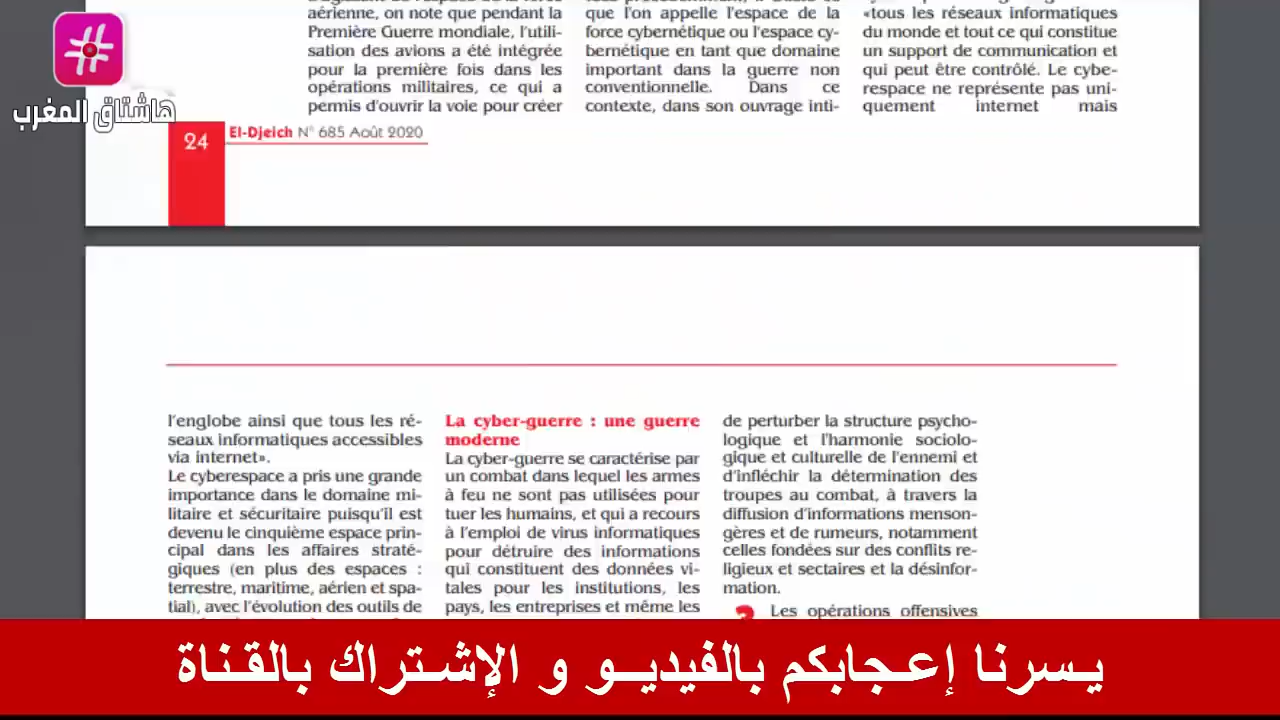 aérienne, on note que pendant la
Première Guerre mondiale, l'utili-
sation des avions a été intégrée
pour la première fois dans les
opérations militaires, ce qui a
permis d'ouvrir la voie pour créer
que l'on appelle l'espace de la
force cybernétique ou l'espace cy-
bernétique en tant que domaine
important dans la guerre non
conventionnelle. Dans ce
contexte, dans son ouvrage inti-
«tous les réseaux informatiques
du monde et tout ce qui constitue
un support de communication et
qui peut être contrôlé. Le cybe-
respace ne représente pas uni-
quement internet mais
هاشتاق المغرب
24
El-Djeich N° 685 Août 2020
l'englobe ainsi que tous les ré-
seaux informatiques accessibles
via internet».
Le cyberespace a pris une grande
importance dans le domaine mi-
litaire et sécuritaire puisqu'il est
devenu le cinquième espace prin-
cipal dans les affaires straté-
giques (en plus des espaces :
terrestre, maritime, aérien et spa-
tial), avec l'évolution des outils de
La cyber-guerre : une guerre
moderne
La cyber-guerre se caractérise par
un combat dans lequel les armes
à feu ne sont pas utilisées pour
tuer les humains, et qui a recours
à l'emploi de virus informatiques
pour détruire des informations
qui constituent des données vi-
tales pour les institutions, les
pays, les entreprises et même les
de perturber la structure psycho-
logique et l'harmonie sociolo-
gique et culturelle de l'ennemi et
d'infléchir la détermination des
troupes au combat, à travers la
diffusion d'informations menson-
gères et de rumeurs, notamment
celles fondées sur des conflits re-
ligieux et sectaires et la désinfor-
mation.
Les opérations offensives
يسرنا إعجابكم بالفيديو و الإشتراك بالقناة